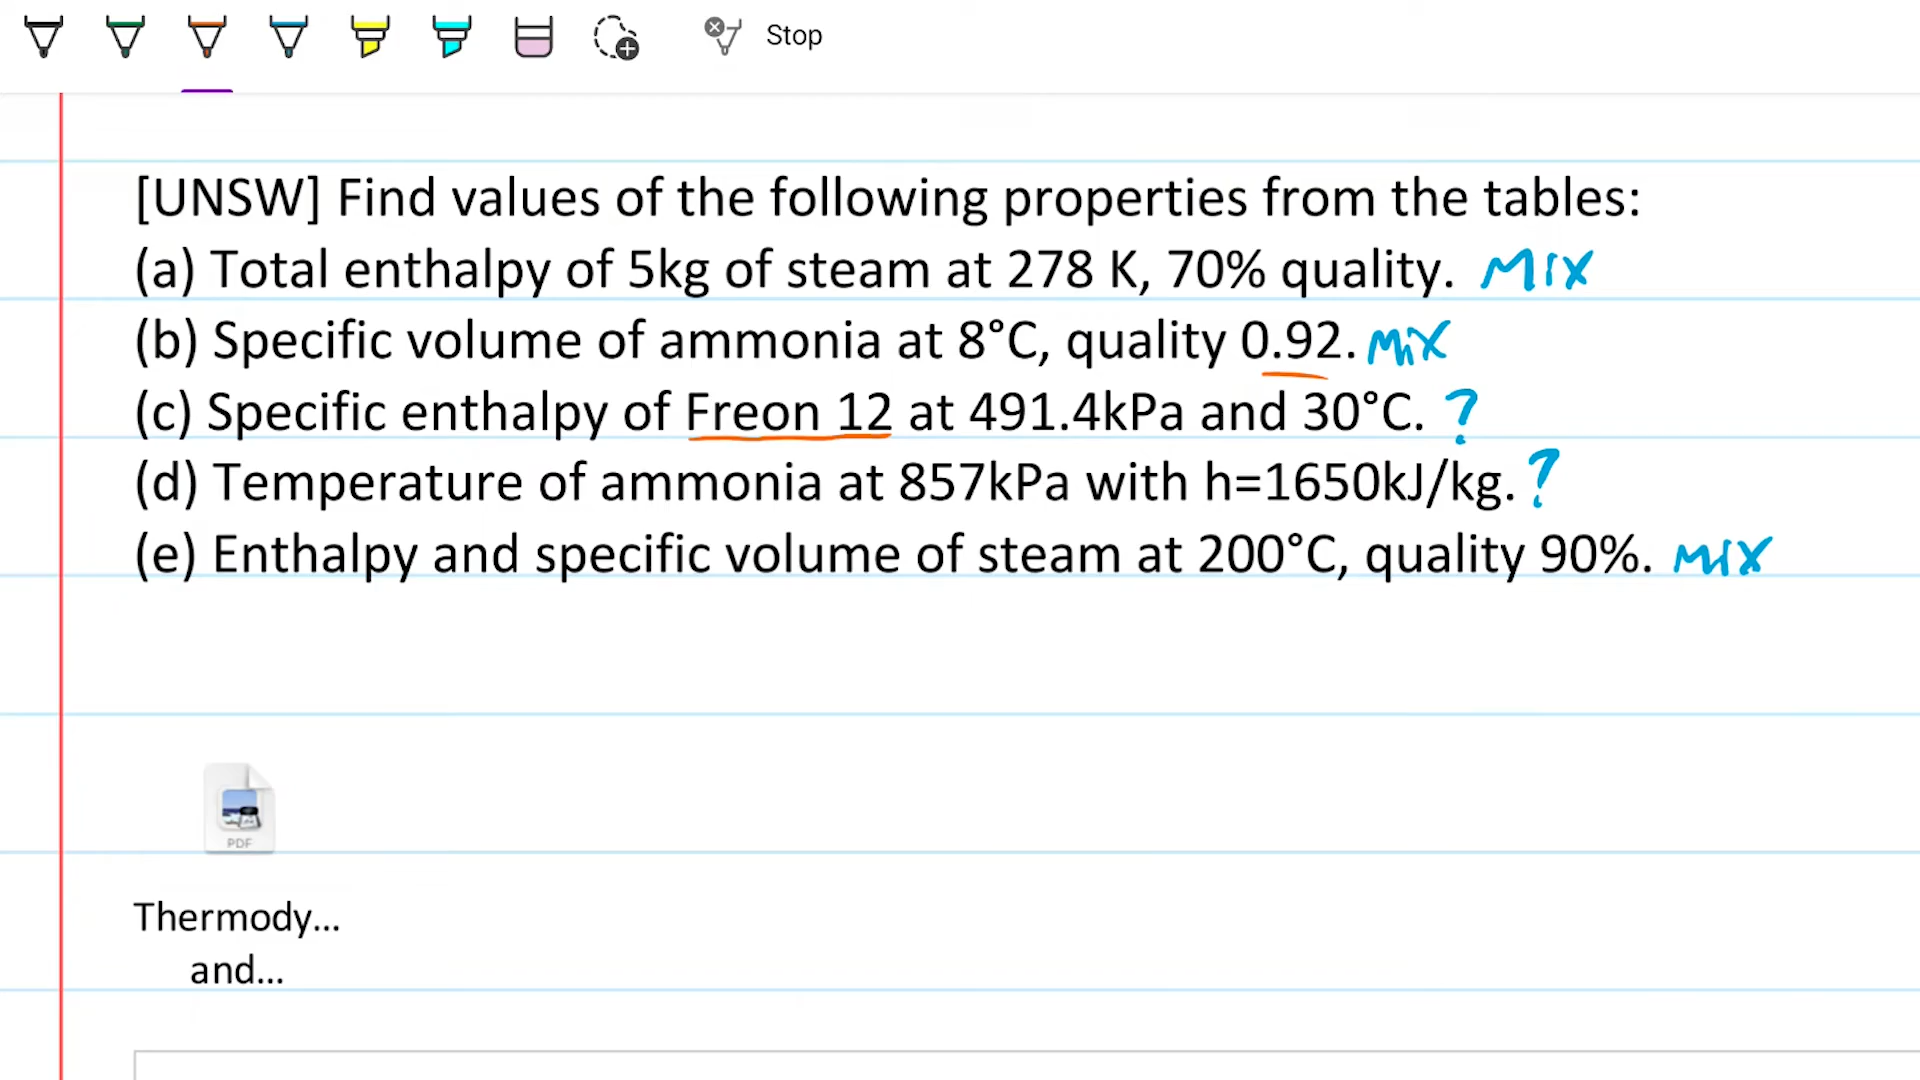 Stop
[UNSW] Find values of the following properties from the tables:
(a) Total enthalpy of 5kg of steam at 278 K, 70% quality. MIX
(b) Specific volume of ammonia at 8°C, quality 0.92. MIX
(c) Specific enthalpy of Freon 12 at 491.4kPa and 30°C. ?
(d) Temperature of ammonia at 857kPa with h=1650kJ/kg. ?
(e) Enthalpy and specific volume of steam at 200°C, quality 90%. MIX
PDF
Thermody...
and...